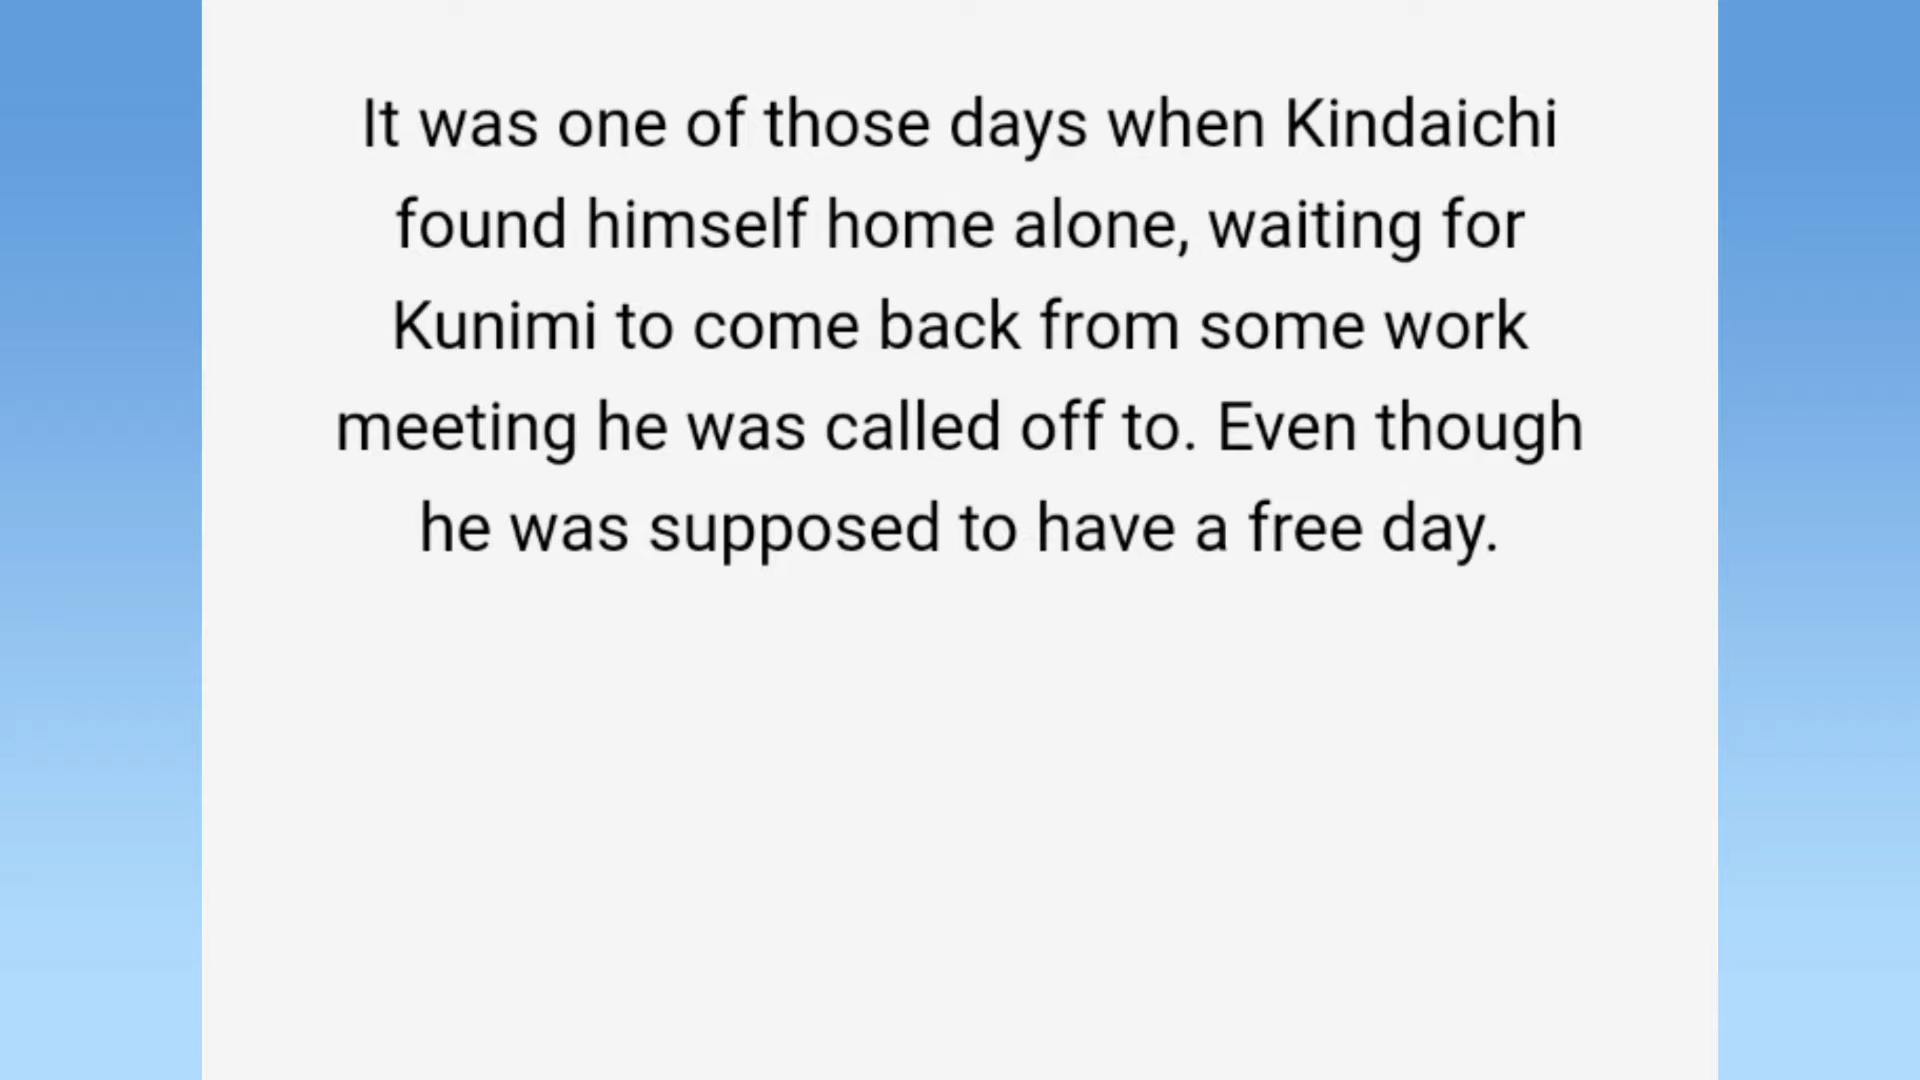 It was one of those days when Kindaichi
found himself home alone, waiting for
Kunimi to come back from some work
meeting he was called off to. Even though
he was supposed to have a free day.